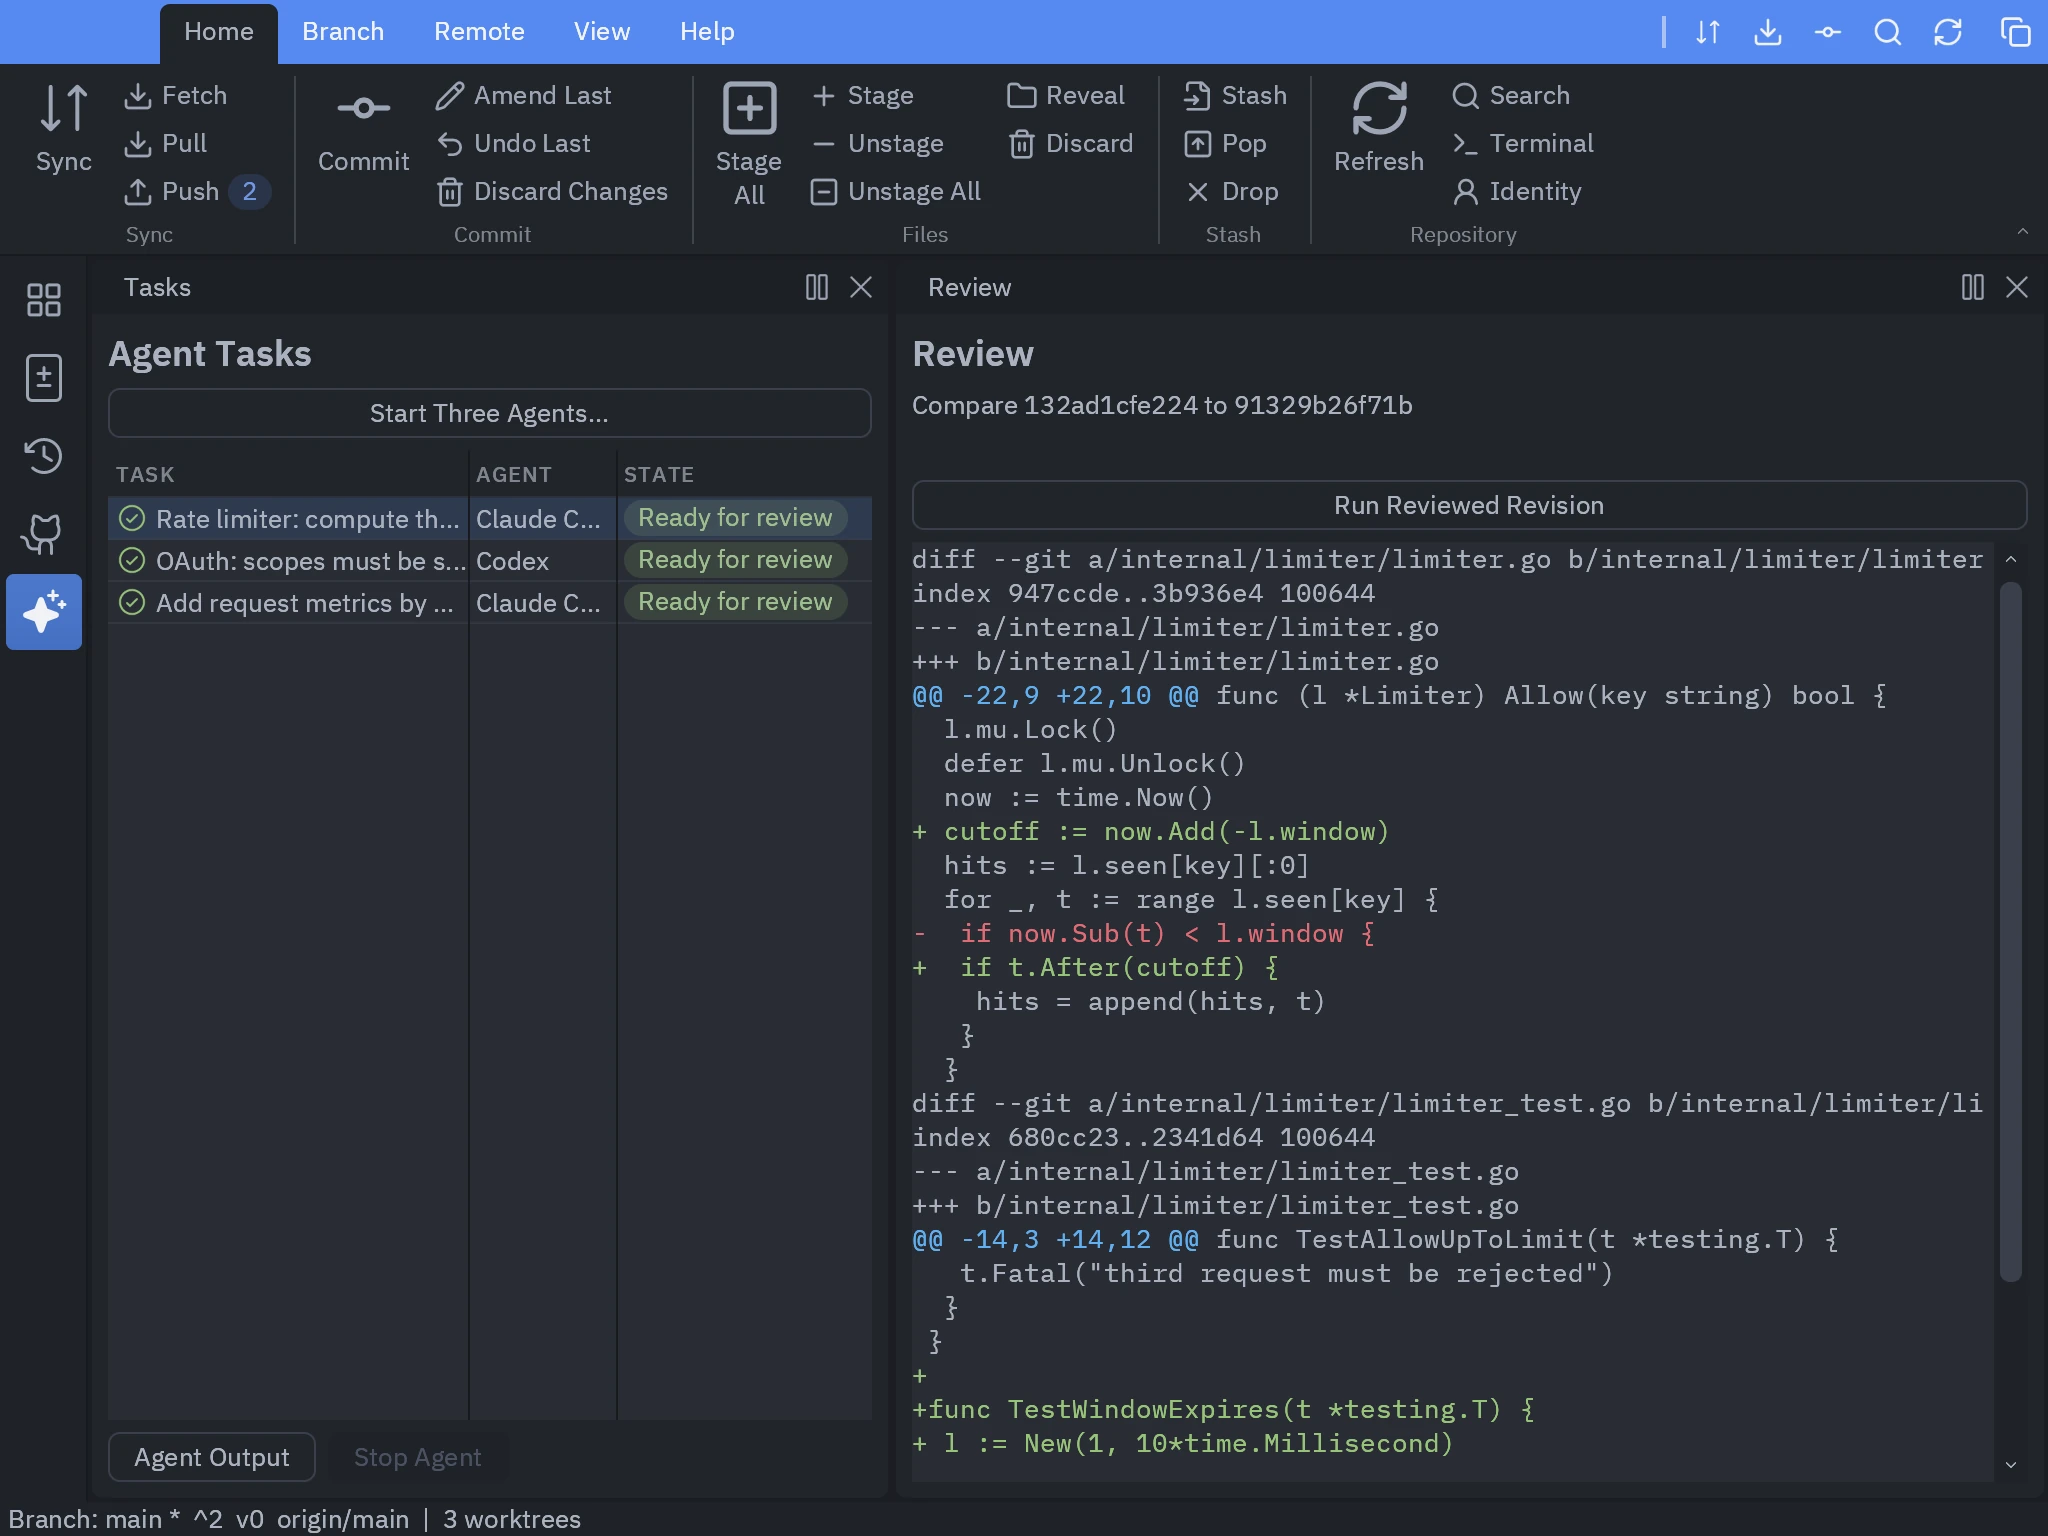 Home Branch Remote View Help
Sync
Fetch
Pull
Push 2
Sync
Commit
Amend Last
Undo Last
Discard Changes
Commit
Stage All
Stage
Unstage
Unstage All
Reveal
Discard
Files
Stash
Pop
Drop
Stash
Refresh
Search
Terminal
Identity
Repository
Tasks
Agent Tasks
Start Three Agents...
TASK AGENT STATE
Rate limiter: compute th... Claude C... Ready for review
OAuth: scopes must be s... Codex Ready for review
Add request metrics by ... Claude C... Ready for review
Agent Output Stop Agent
Review
Review
Compare 132ad1cfe224 to 91329b26f71b
Run Reviewed Revision
diff --git a/internal/limiter/limiter.go b/internal/limiter/limiter
index 947ccde..3b936e4 100644
--- a/internal/limiter/limiter.go
+++ b/internal/limiter/limiter.go
@@ -22,9 +22,10 @@ func (l *Limiter) Allow(key string) bool {
  l.mu.Lock()
  defer l.mu.Unlock()
  now := time.Now()
+ cutoff := now.Add(-l.window)
  hits := l.seen[key][:0]
  for _, t := range l.seen[key] {
-  if now.Sub(t) < l.window {
+  if t.After(cutoff) {
    hits = append(hits, t)
   }
  }
diff --git a/internal/limiter/limiter_test.go b/internal/limiter/li
index 680cc23..2341d64 100644
--- a/internal/limiter/limiter_test.go
+++ b/internal/limiter/limiter_test.go
@@ -14,3 +14,12 @@ func TestAllowUpToLimit(t *testing.T) {
   t.Fatal("third request must be rejected")
  }
 }
+
+func TestWindowExpires(t *testing.T) {
+ l := New(1, 10*time.Millisecond)
Branch: main * ^2 v0 origin/main | 3 worktrees